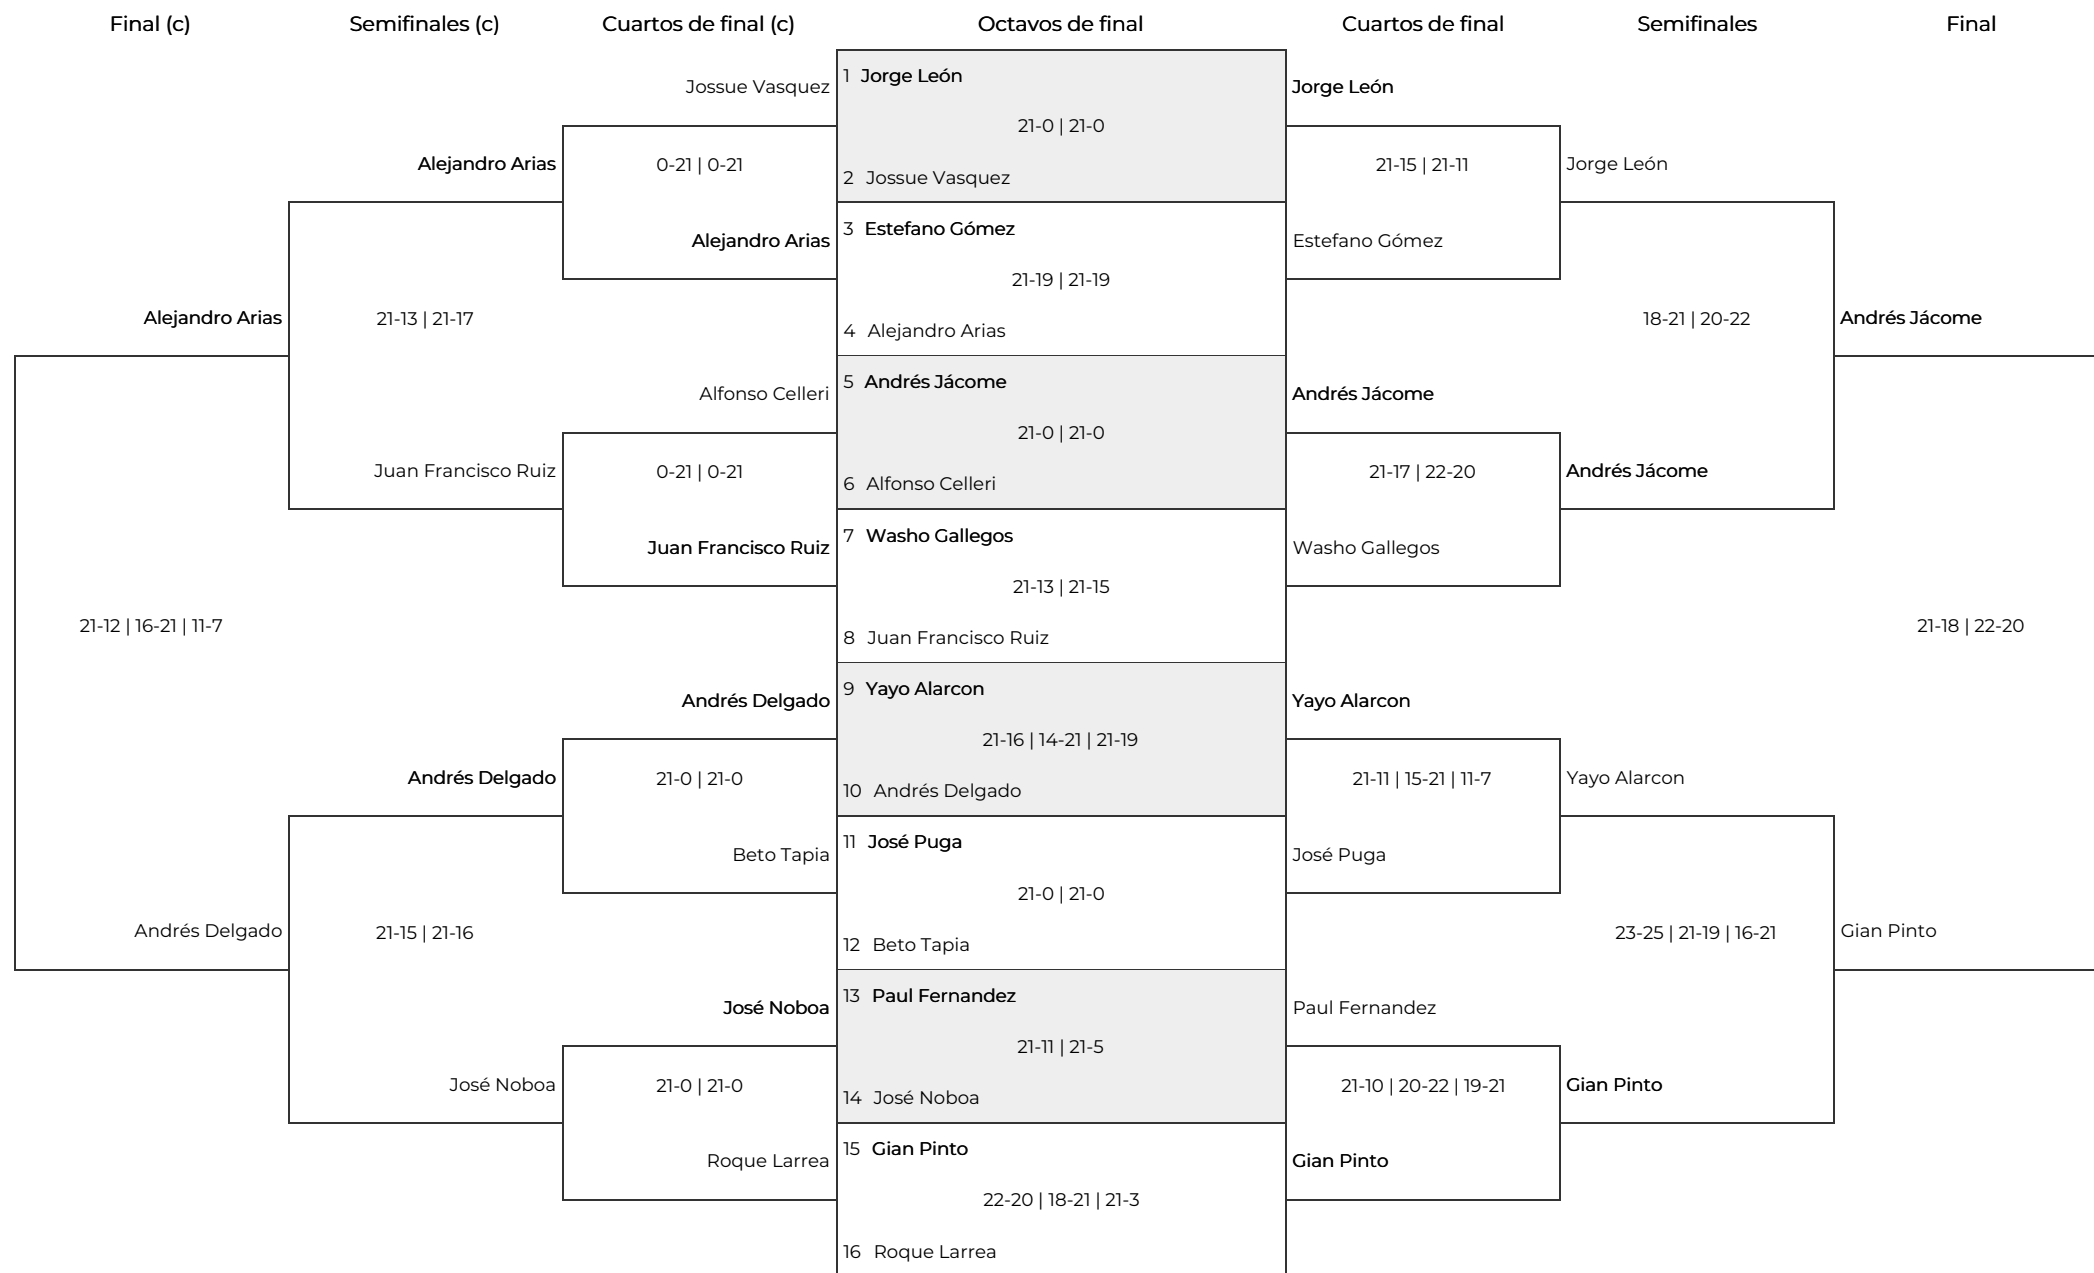 Final (c) Semifinales (c) Cuartos de final (c) Octavos de final Cuartos de final Semifinales Final
1 Jorge León
Jossue Vasquez Jorge León
21-0 | 21-0
Alejandro Arias 0-21 | 0-21 21-15 | 21-11 Jorge León
2 Jossue Vasquez
3 Estefano Gómez
Alejandro Arias Estefano Gómez
21-19 | 21-19
Alejandro Arias 21-13 | 21-17 18-21 | 20-22 Andrés Jácome
4 Alejandro Arias
5 Andrés Jácome
Alfonso Celleri Andrés Jácome
21-0 | 21-0
Juan Francisco Ruiz 0-21 | 0-21 21-17 | 22-20 Andrés Jácome
6 Alfonso Celleri
7 Washo Gallegos
Juan Francisco Ruiz Washo Gallegos
21-13 | 21-15
21-12 | 16-21 | 11-7 21-18 | 22-20
8 Juan Francisco Ruiz
9 Yayo Alarcon
Andrés Delgado Yayo Alarcon
21-16 | 14-21 | 21-19
Andrés Delgado 21-0 | 21-0 21-11 | 15-21 | 11-7 Yayo Alarcon
10 Andrés Delgado
11 José Puga
Beto Tapia José Puga
21-0 | 21-0
Andrés Delgado 21-15 | 21-16 23-25 | 21-19 | 16-21 Gian Pinto
12 Beto Tapia
13 Paul Fernandez
José Noboa Paul Fernandez
21-11 | 21-5
José Noboa 21-0 | 21-0 21-10 | 20-22 | 19-21 Gian Pinto
14 José Noboa
15 Gian Pinto
Roque Larrea Gian Pinto
22-20 | 18-21 | 21-3
16 Roque Larrea